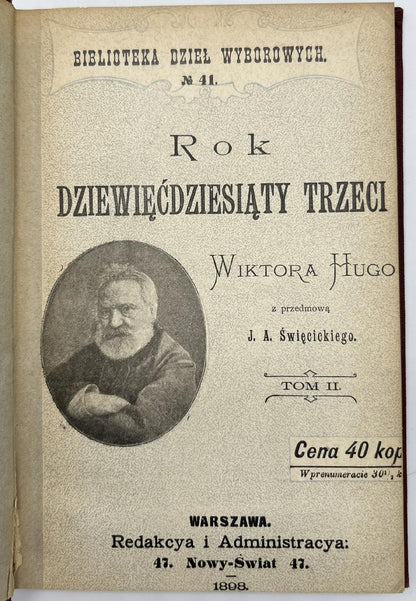 BIBLIOTEKA DZIEŁ WYBOROWYCH.
№ 41.
Rok
DZIEWIĘĆDZIESIĄTY TRZECI
WIKTORA HUGO
z przedmową
J. A. Święcickiego.
TOM II.
Cena 40 kop
W prenumeracie 30
WARSZAWA.
Redakcya i Administracya:
47. Nowy-Świat 47.
1898.